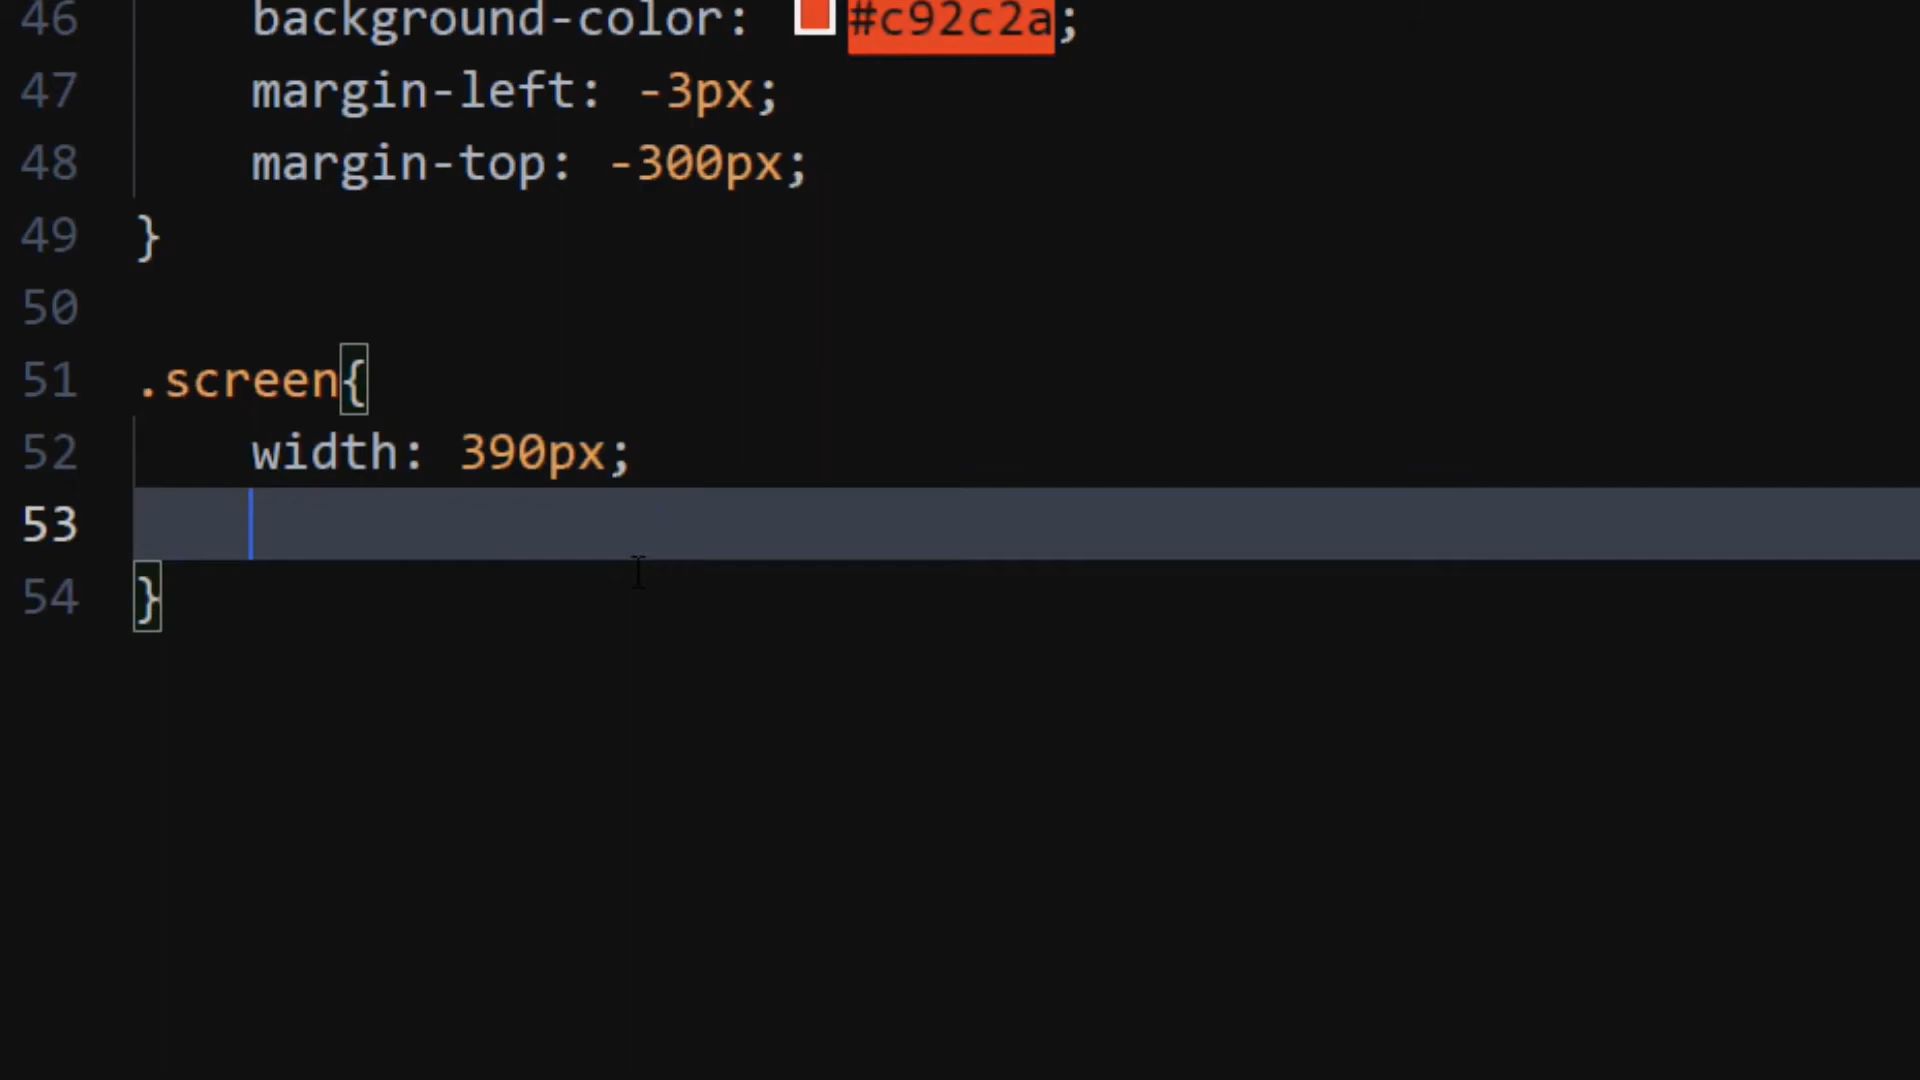 46 background-color: #c92c2a;
47 margin-left: -3px;
48 margin-top: -300px;
49 }
50
51 .screen{
52 width: 390px;
53
54 }